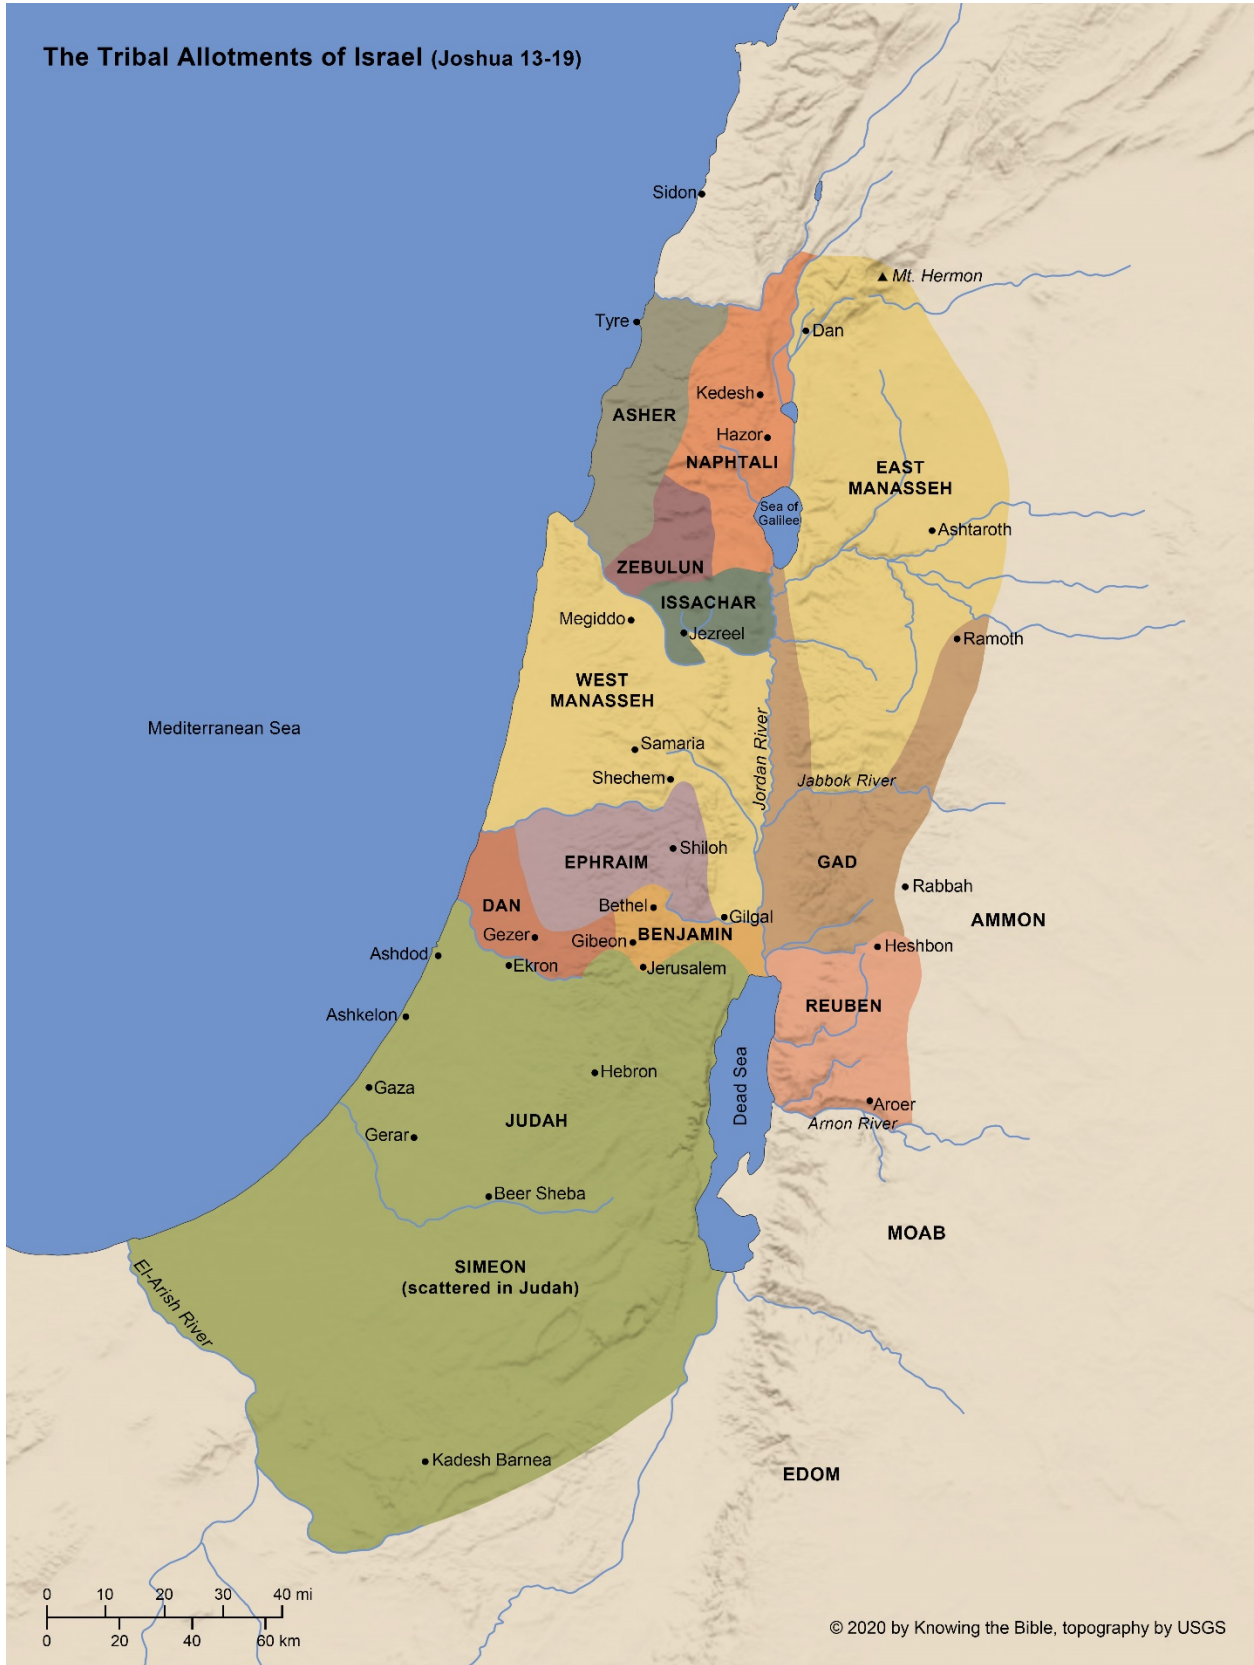 The Tribal Allotments of Israel (Joshua 13-19)
Sidon
Mt. Hermon
Tyre
Dan
Kedesh
ASHER
Hazor
NAPHTALI
EAST
MANASSEH
Sea of
Galilee
Ashtaroth
ZEBULUN
ISSACHAR
Megiddo
Jezreel
Ramoth
WEST
MANASSEH
Mediterranean Sea
Samaria
Jordan River
Shechem
Jabbok River
Shiloh
EPHRAIM
GAD
Rabbah
DAN
Bethel
Gilgal
AMMON
Gezer
Gibeon
BENJAMIN
Heshbon
Ashdod
Ekron
Jerusalem
REUBEN
Ashkelon
Hebron
Dead Sea
Gaza
Aroer
JUDAH
Arnon River
Gerar
Beer Sheba
MOAB
SIMEON
(scattered in Judah)
El-Arish River
Kadesh Barnea
EDOM
0 10 20 30 40 mi
0 20 40 60 km
© 2020 by Knowing the Bible, topography by USGS